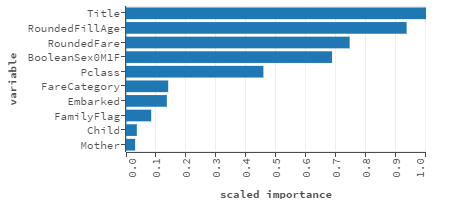 Title
RoundedFillAge
RoundedFare
BooleanSex0M1F
Pclass
FareCategory
Embarked
FamilyFlag
Child
Mother
variable
0.0 0.1 0.2 0.3 0.4 0.5 0.6 0.7 0.8 0.9 1.0
scaled importance